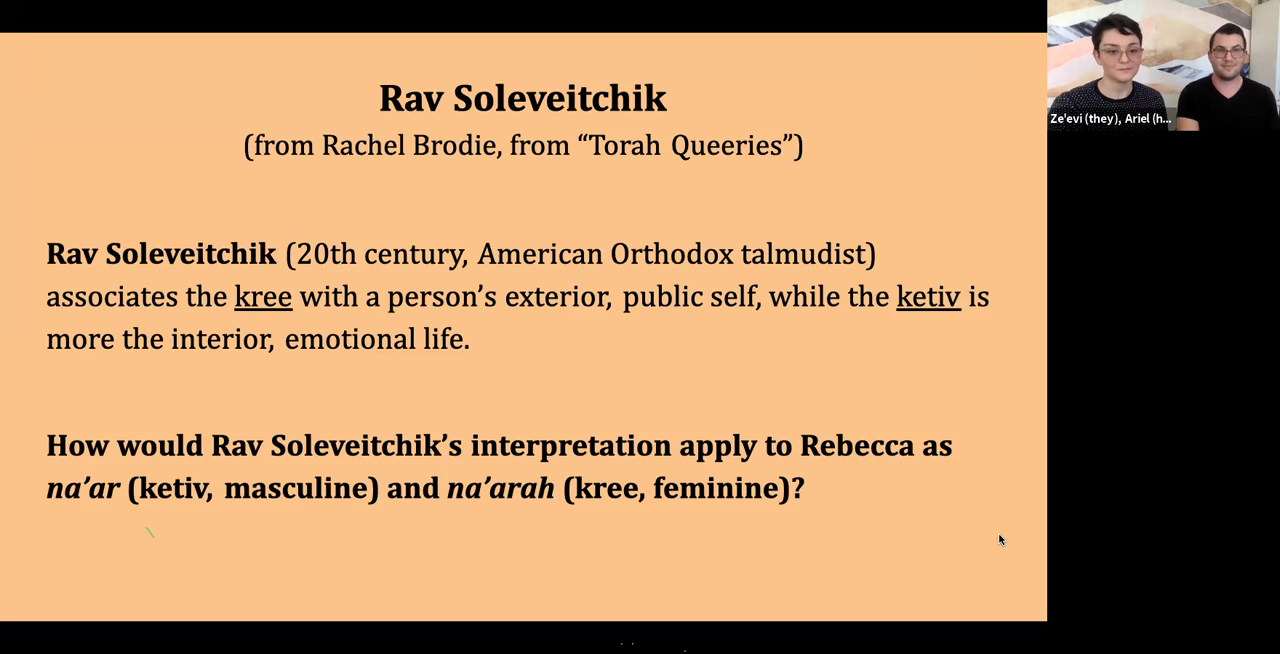 Rav Soleveitchik
(from Rachel Brodie, from “Torah Queeries”)
Rav Soleveitchik (20th century, American Orthodox talmudist)
associates the kree with a person’s exterior, public self, while the ketiv is
more the interior, emotional life.
How would Rav Soleveitchik’s interpretation apply to Rebecca as
na’ar (ketiv, masculine) and na’arah (kree, feminine)?
Ze'evi (they), Ariel (h...